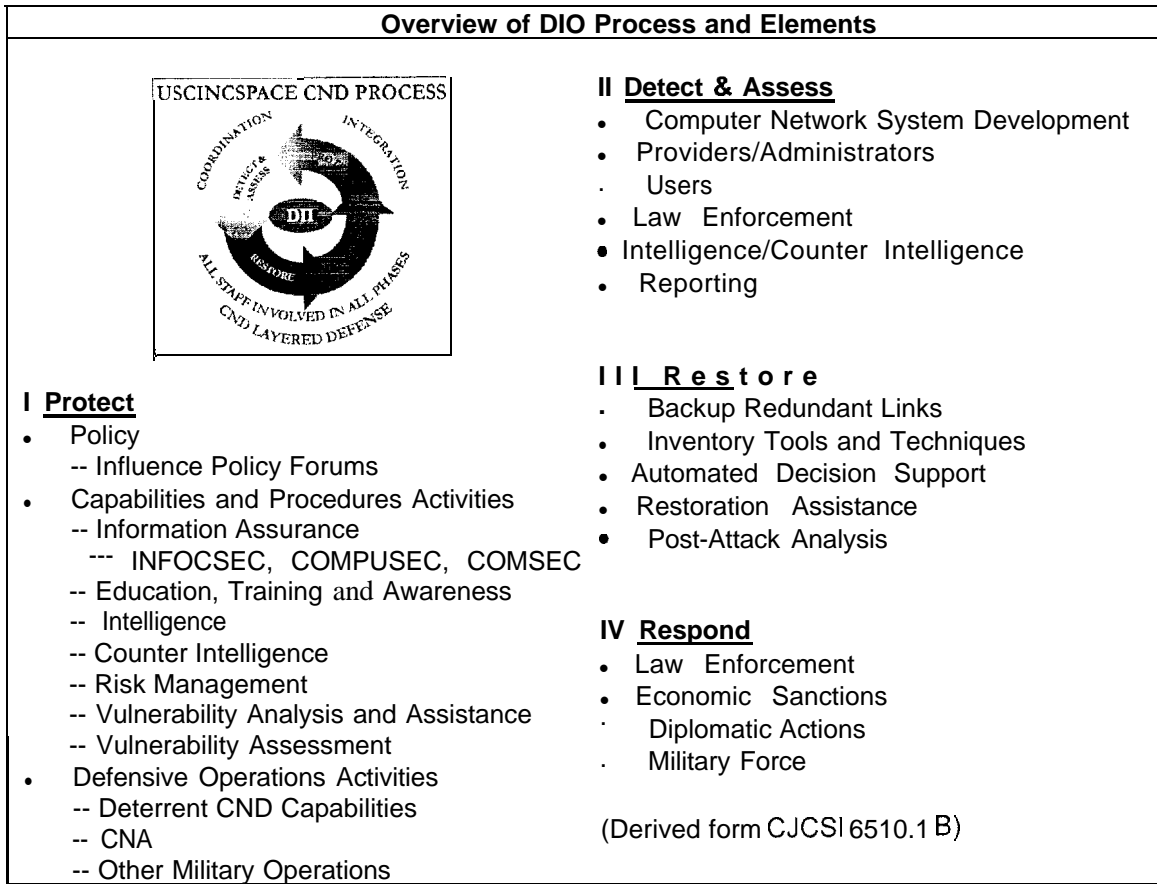 Overview of DIO Process and Elements
USCINCSPACE CND PROCESS
COORDINATION
INTEGRATION
DETECT &
ASSESS
DII
RESTORE
ALL STAFF INVOLVED IN ALL PHASES
CND LAYERED DEFENSE
I Protect
• Policy
-- Influence Policy Forums
• Capabilities and Procedures Activities
-- Information Assurance
--- INFOCSEC, COMPUSEC, COMSEC
-- Education, Training and Awareness
-- Intelligence
-- Counter Intelligence
-- Risk Management
-- Vulnerability Analysis and Assistance
-- Vulnerability Assessment
• Defensive Operations Activities
-- Deterrent CND Capabilities
-- CNA
-- Other Military Operations
II Detect & Assess
• Computer Network System Development
• Providers/Administrators
· Users
• Law Enforcement
• Intelligence/Counter Intelligence
• Reporting
III Restore
· Backup Redundant Links
• Inventory Tools and Techniques
• Automated Decision Support
• Restoration Assistance
• Post-Attack Analysis
IV Respond
• Law Enforcement
• Economic Sanctions
· Diplomatic Actions
· Military Force
(Derived form CJCSI 6510.1 B)